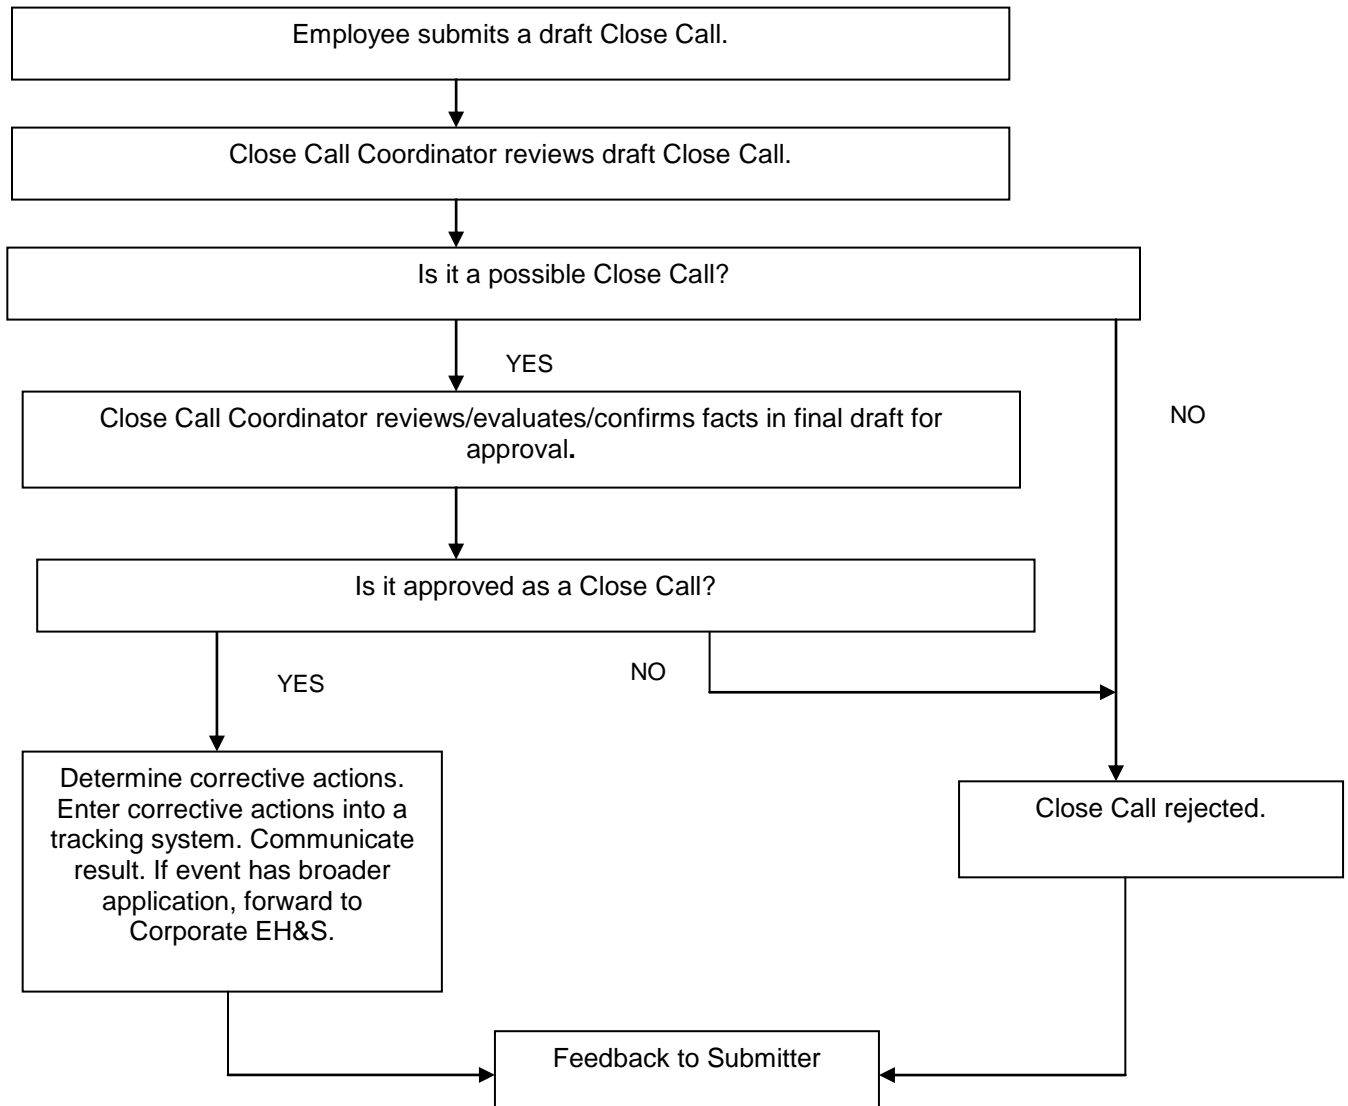 Employee submits a draft Close Call.
Close Call Coordinator reviews draft Close Call.
Is it a possible Close Call?
YES
NO
Close Call Coordinator reviews/evaluates/confirms facts in final draft for
approval.
Is it approved as a Close Call?
YES
NO
Determine corrective actions.
Enter corrective actions into a
tracking system. Communicate
result. If event has broader
application, forward to
Corporate EH&S.
Close Call rejected.
Feedback to Submitter